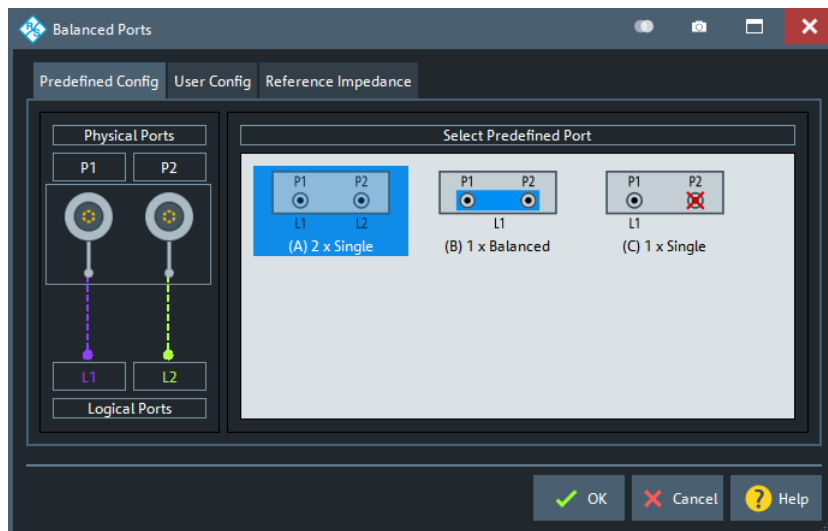 Balanced Ports
Predefined Config User Config Reference Impedance
Physical Ports
P1 P2
L1 L2
Logical Ports
Select Predefined Port
P1 P2
L1 L2
(A) 2 x Single
P1 P2
L1
(B) 1 x Balanced
P1 P2
L1
(C) 1 x Single
OK Cancel Help